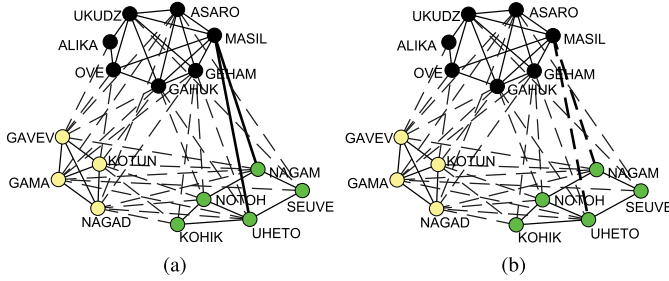 UKUDZ ASARO
MASIL
ALIKA
OVE GEHAM
GAHUK
GAVEV
KOTUN
GAMA NAGAM
NOTOH SEUVE
NAGAD
KOHIK UHETO
(a)
UKUDZ ASARO
MASIL
ALIKA
OVE GEHAM
GAHUK
GAVEV
KOTUN
GAMA NAGAM
NOTOH SEUVE
NAGAD
KOHIK UHETO
(b)